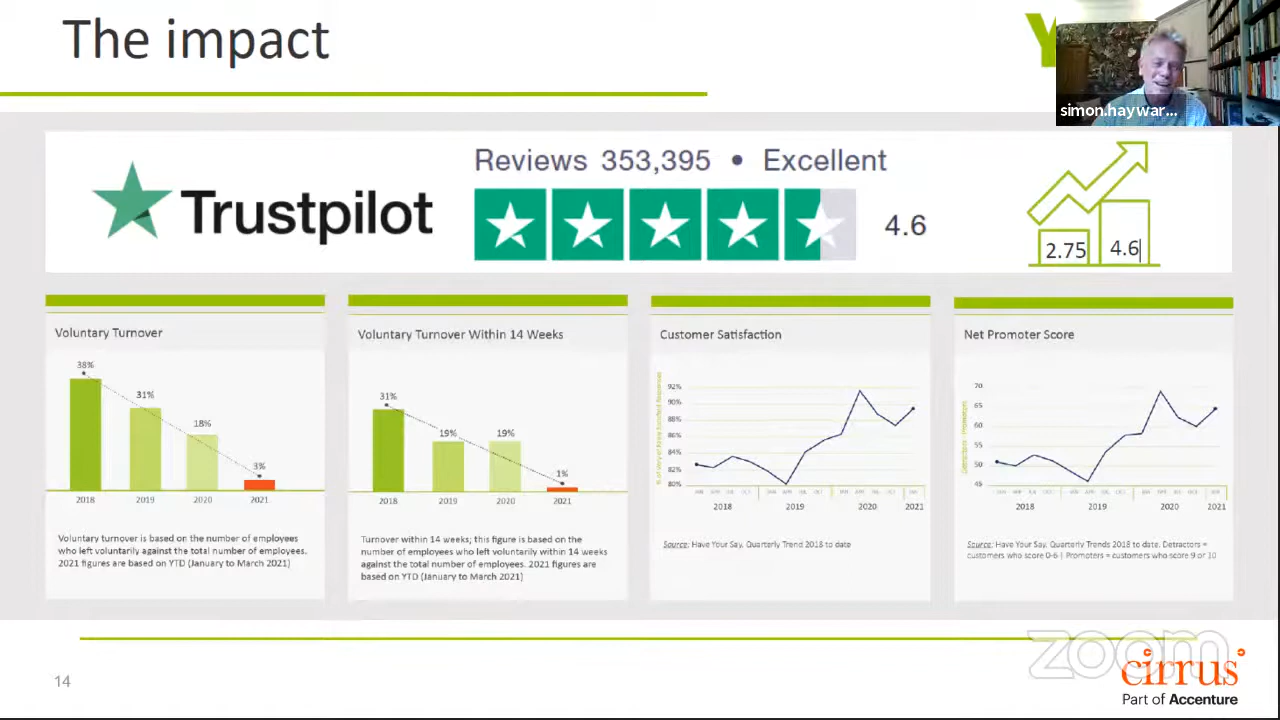 The impact
Y
simon.haywar...
Trustpilot
Reviews 353,395 • Excellent
4.6
2.75
4.6
Voluntary Turnover
38%
31%
18%
3%
2018
2019
2020
2021
Voluntary turnover is based on the number of employees
who left voluntarily against the total number of employees.
2021 figures are based on YTD (January to March 2021)
Voluntary Turnover Within 14 Weeks
31%
19%
19%
1%
2018
2019
2020
2021
Turnover within 14 weeks; this figure is based on the
number of employees who left voluntarily within 14 weeks
against the total number of employees. 2021 figures are
based on YTD (January to March 2021)
Customer Satisfaction
92%
90%
88%
86%
84%
82%
80%
2018
2019
2020
2021
Source: Have Your Say, Quarterly Trend 2018 to date
Net Promoter Score
Detractors - Promoters
70
65
60
55
50
45
2018
2019
2020
2021
Source: Have Your Say, Quarterly Trends 2018 to date. Detractors =
customers who score 0-6 | Promoters = customers who score 9 or 10
14
zoom
cirrus
Part of Accenture